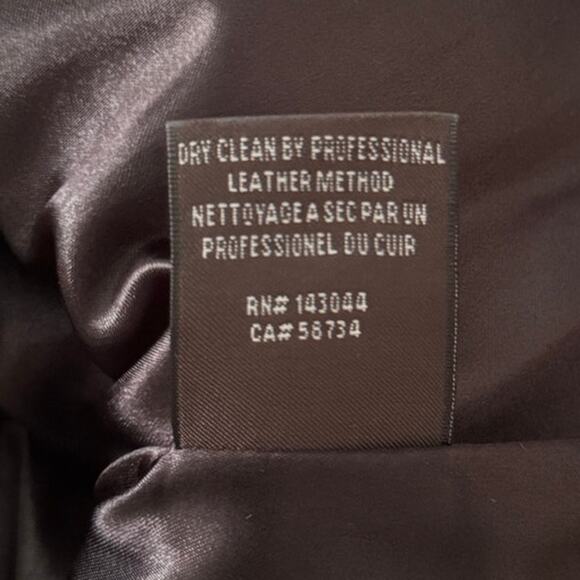 DRY CLEAN BY PROFESSIONAL
LEATHER METHOD
NETTOYAGE A SEC PAR UN
PROFESSIONEL DU CUIR
RN# 143044
CA# 58734